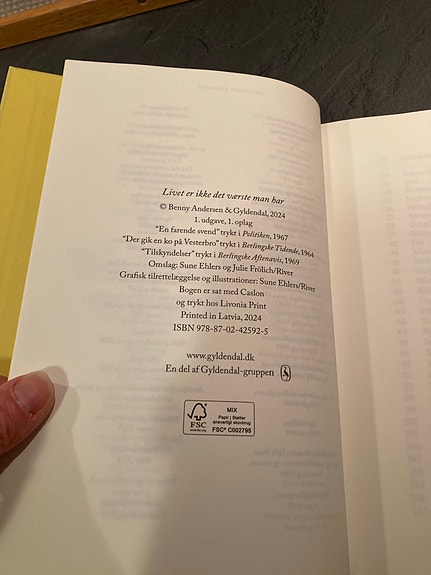 Livet er ikke det værste man har
© Benny Andersen & Gyldendal, 2024
1. udgave, 1. oplag
"En farende svend" trykt i Politiken, 1967
"Der gik en ko på Vesterbro" trykt i Berlingske Tidende, 1964
"Tilskyndelser" trykt i Berlingske Aftenavis, 1969
Omslag: Sune Ehlers og Julie Frölich/River
Grafisk tilrettelæggelse og illustrationer: Sune Ehlers/River
Bogen er sat med Caslon
og trykt hos Livonia Print
Printed in Latvia, 2024
ISBN 978-87-02-42592-5
www.gyldendal.dk
En del af Gyldendal-gruppen
FSC
www.fsc.org
MIX
Papir | Støtter
ansvarligt skovbrug
FSC® C002795